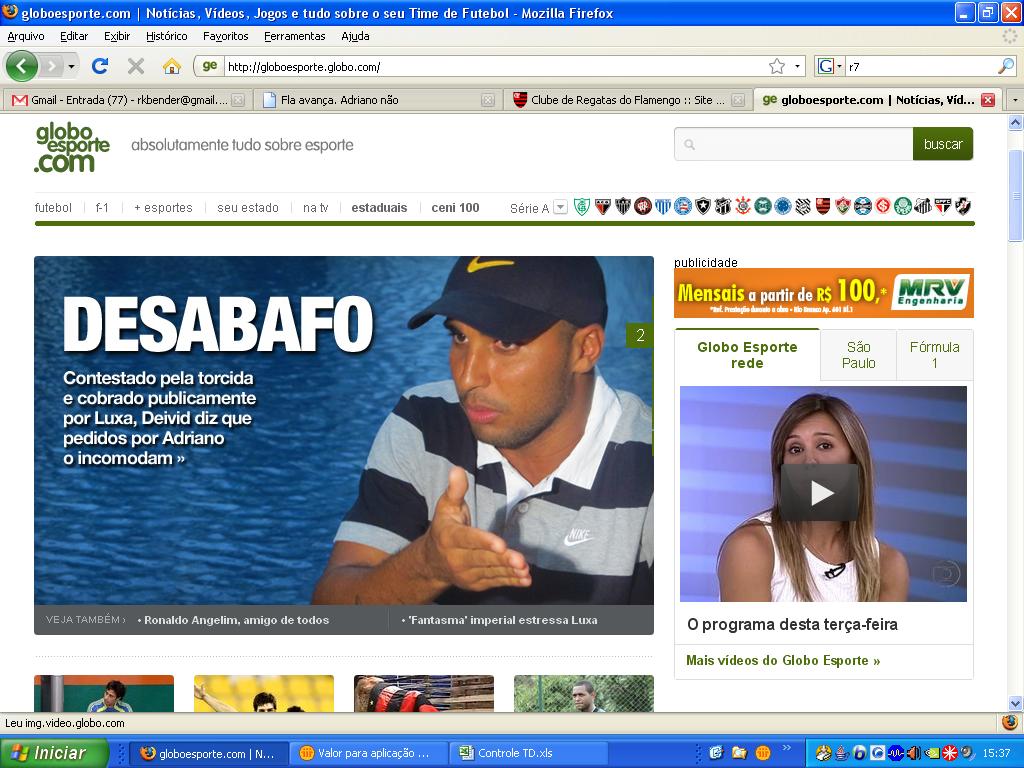 globoesporte.com | Notícias, Vídeos, Jogos e tudo sobre o seu Time de Futebol - Mozilla Firefox
Arquivo Editar Exibir Histórico Favoritos Ferramentas Ajuda
ge http://globoesporte.globo.com/ G r7
Gmail - Entrada (77) - rkbender@gmail.... Fla avança. Adriano não Clube de Regatas do Flamengo :: Site ... ge globoesporte.com | Notícias, Víd...
globo
esporte
.com
absolutamente tudo sobre esporte
buscar
futebol f-1 + esportes seu estado na tv estaduais ceni 100 Série A
publicidade
Mensais a partir de R$ 100,*
MRV
Engenharia
DESABAFO
Contestado pela torcida
e cobrado publicamente
por Luxa, Deivid diz que
pedidos por Adriano
o incomodam »
2
NIKE
VEJA TAMBÉM › • Ronaldo Angelim, amigo de todos • 'Fantasma' imperial estressa Luxa
Globo Esporte
rede
São
Paulo
Fórmula
1
O programa desta terça-feira
Mais vídeos do Globo Esporte »
Leu img.video.globo.com
Iniciar globoesporte.com | N... Valor para aplicação ... Controle TD.xls 15:37